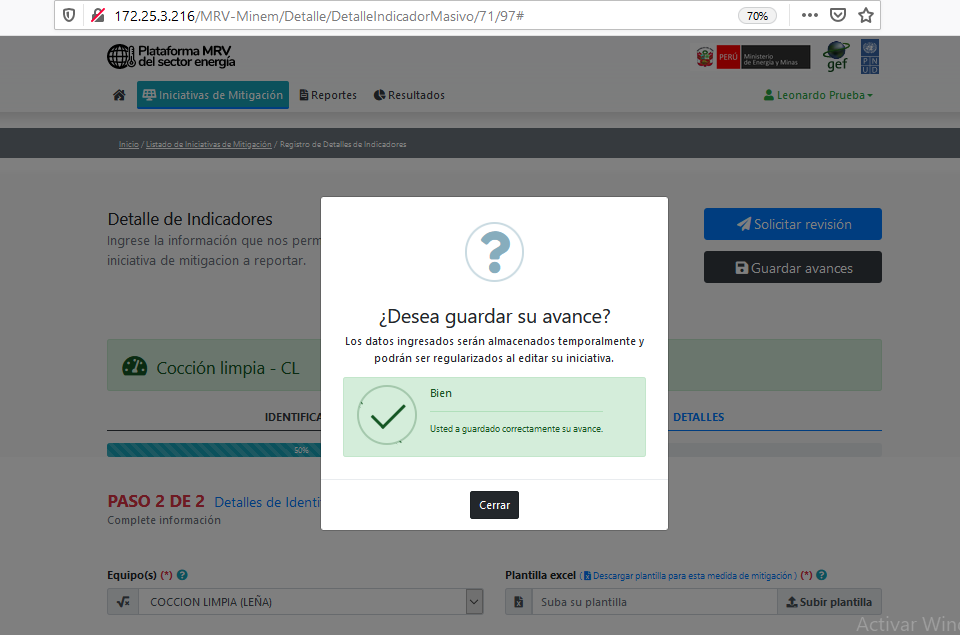 172.25.3.216/MRV-Minem/Detalle/DetalleIndicadorMasivo/71/97#
70%
Plataforma MRV
del sector energía
PERÚ
Ministerio
de Energía y Minas
gef
P N
U D
Iniciativas de Mitigación
Reportes
Resultados
Leonardo Prueba
Inicio / Listado de Iniciativas de Mitigación / Registro de Detalles de Indicadores
Detalle de Indicadores
Ingrese la información que nos perm
iniciativa de mitigacion a reportar.
Solicitar revisión
Guardar avances
?
¿Desea guardar su avance?
Los datos ingresados serán almacenados temporalmente y
podrán ser regularizados al editar su iniciativa.
Bien
Usted a guardado correctamente su avance.
Cerrar
Cocción limpia - CL
IDENTIFICA
DETALLES
50%
PASO 2 DE 2 Detalles de Identi
Complete información
Equipo(s) (*) ?
COCCION LIMPIA (LEÑA)
Plantilla excel ( Descargar plantilla para esta medida de mitigación ) (*) ?
Suba su plantilla
Subir plantilla
Activar Win